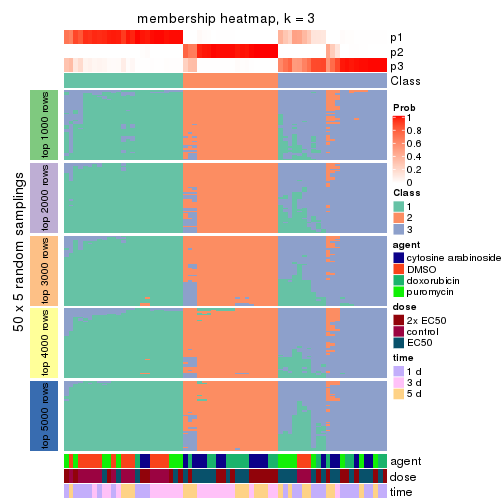 membership heatmap, k = 3
p1
p2
p3
Class
50 x 5 random samplings
top 1000 rows
top 2000 rows
top 3000 rows
top 4000 rows
top 5000 rows
agent
dose
time
Prob
1
0.8
0.6
0.4
0.2
0
Class
1
2
3
agent
cytosine arabinoside
DMSO
doxorubicin
puromycin
dose
2x EC50
control
EC50
time
1 d
3 d
5 d